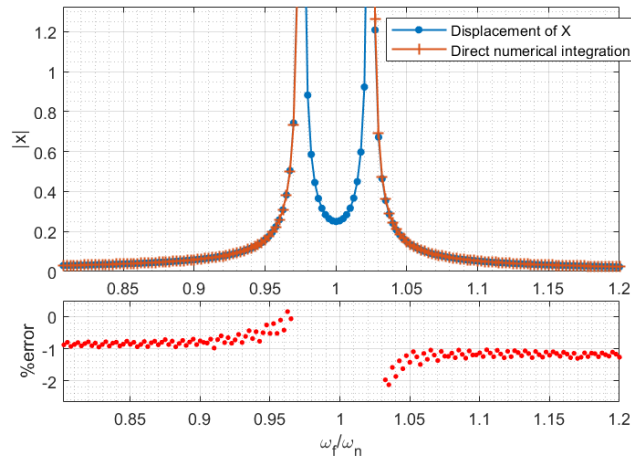 1.2
1
0.8
0.6
0.4
0.2
0
|x|
Displacement of X
Direct numerical integration
0.85 0.9 0.95 1 1.05 1.1 1.15 1.2
0
-1
-2
%error
0.85 0.9 0.95 1 1.05 1.1 1.15 1.2
ω_f/ω_n